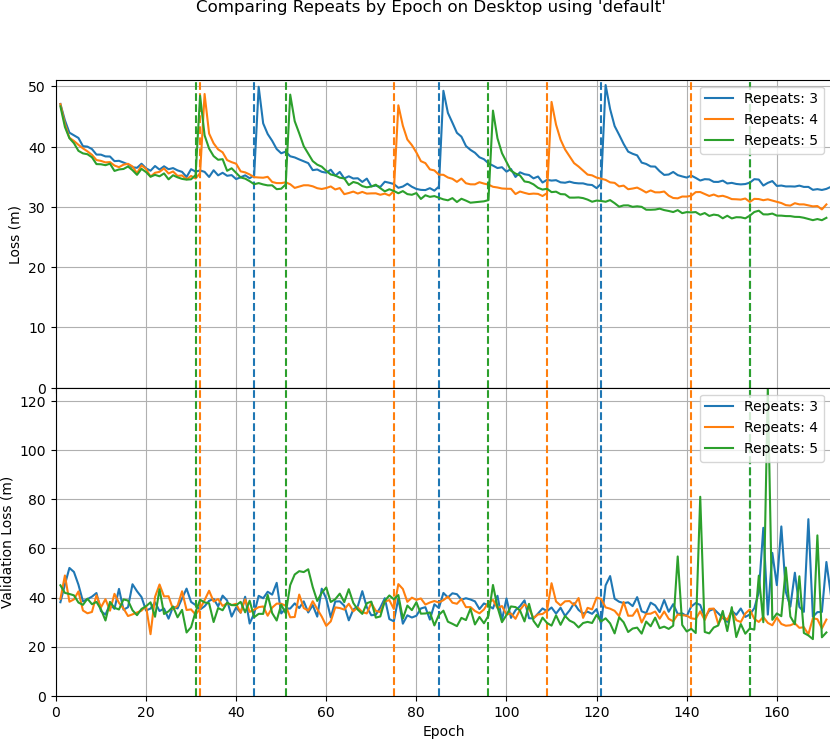 Comparing Repeats by Epoch on Desktop using 'default'
50
40
30
20
10
0
Loss (m)
Repeats: 3
Repeats: 4
Repeats: 5
120
100
80
60
40
20
0
Validation Loss (m)
Repeats: 3
Repeats: 4
Repeats: 5
0 20 40 60 80 100 120 140 160
Epoch